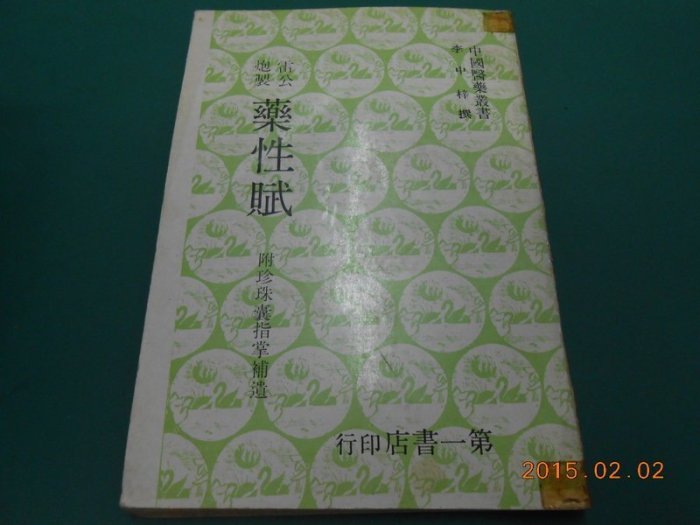 中國醫藥叢書
李中梓撰
雷公
炮製
藥性賦
附珍珠囊指掌補遺
第一書店印行
2015.02.02